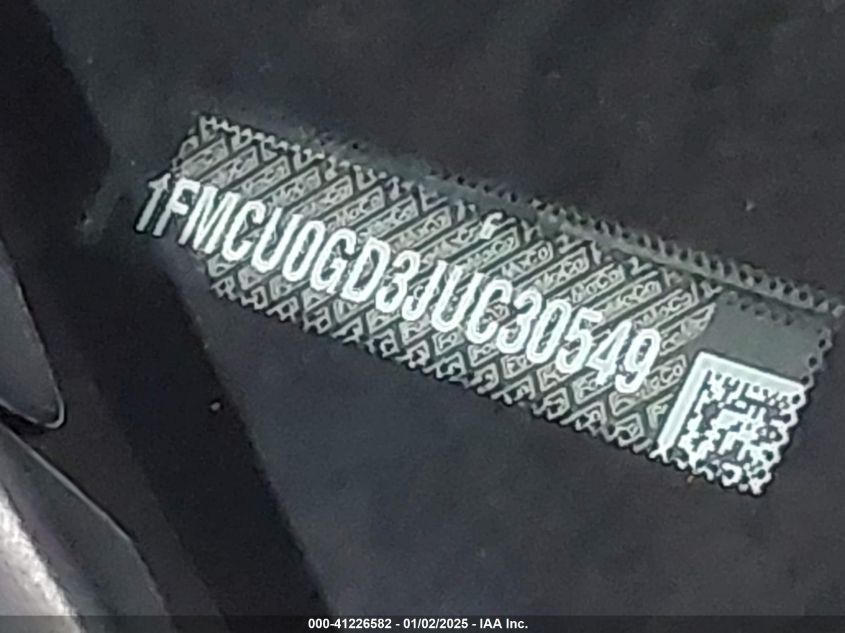 1FMCU0GD3JUC30549
000-41226582 - 01/02/2025 - IAA Inc.